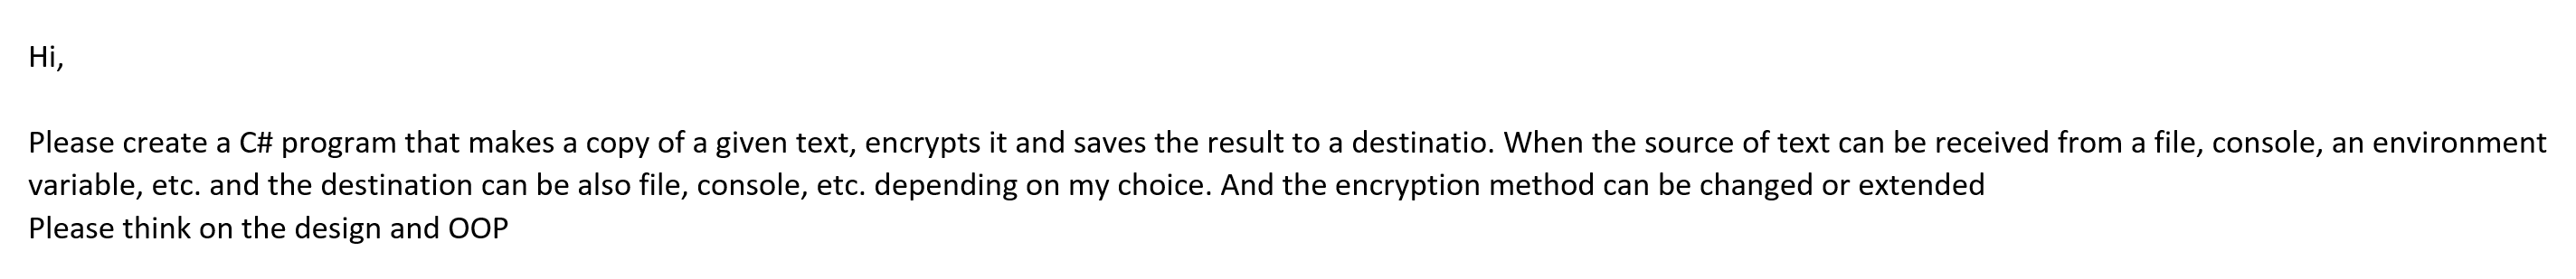 Hi,
Please create a C# program that makes a copy of a given text, encrypts it and saves the result to a destinatio. When the source of text can be received from a file, console, an environment
variable, etc. and the destination can be also file, console, etc. depending on my choice. And the encryption method can be changed or extended
Please think on the design and OOP